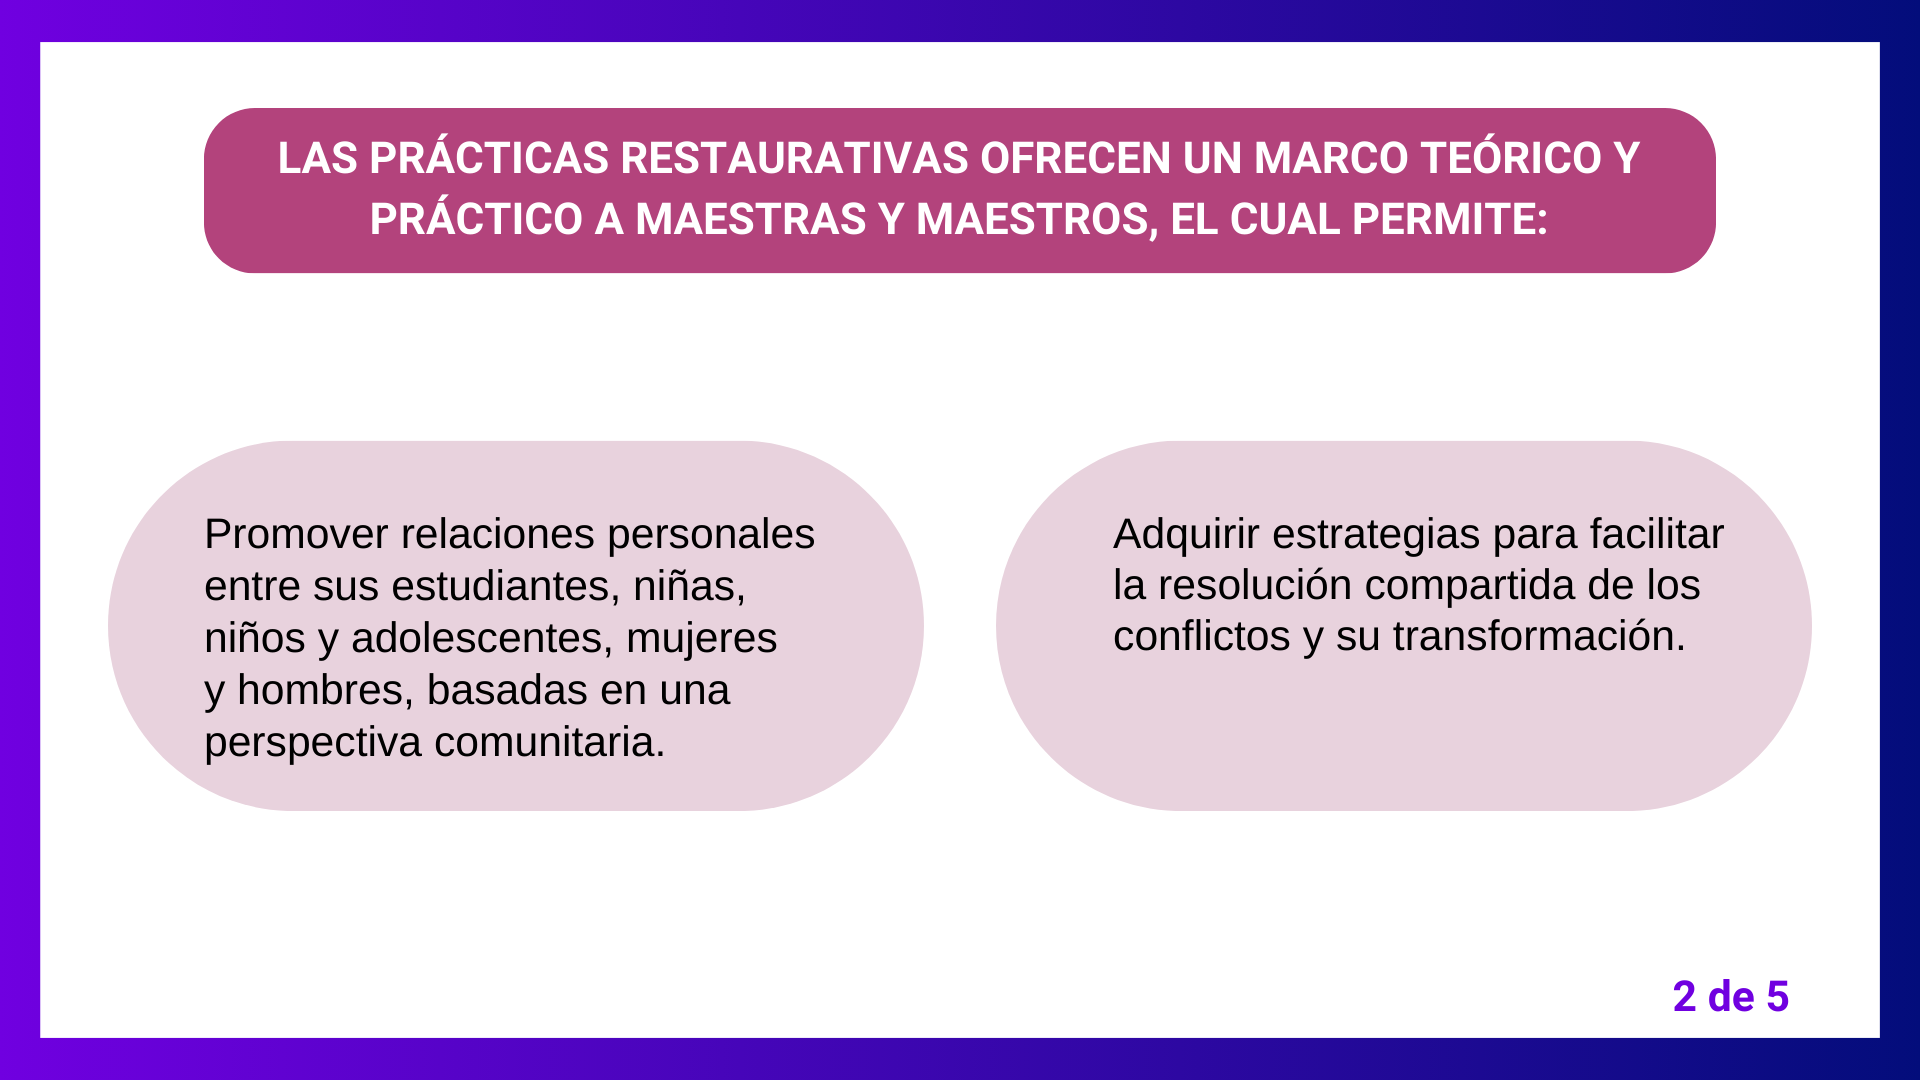 LAS PRÁCTICAS RESTAURATIVAS OFRECEN UN MARCO TEÓRICO Y
PRÁCTICO A MAESTRAS Y MAESTROS, EL CUAL PERMITE:
Promover relaciones personales
entre sus estudiantes, niñas,
niños y adolescentes, mujeres
y hombres, basadas en una
perspectiva comunitaria.
Adquirir estrategias para facilitar
la resolución compartida de los
conflictos y su transformación.
2 de 5